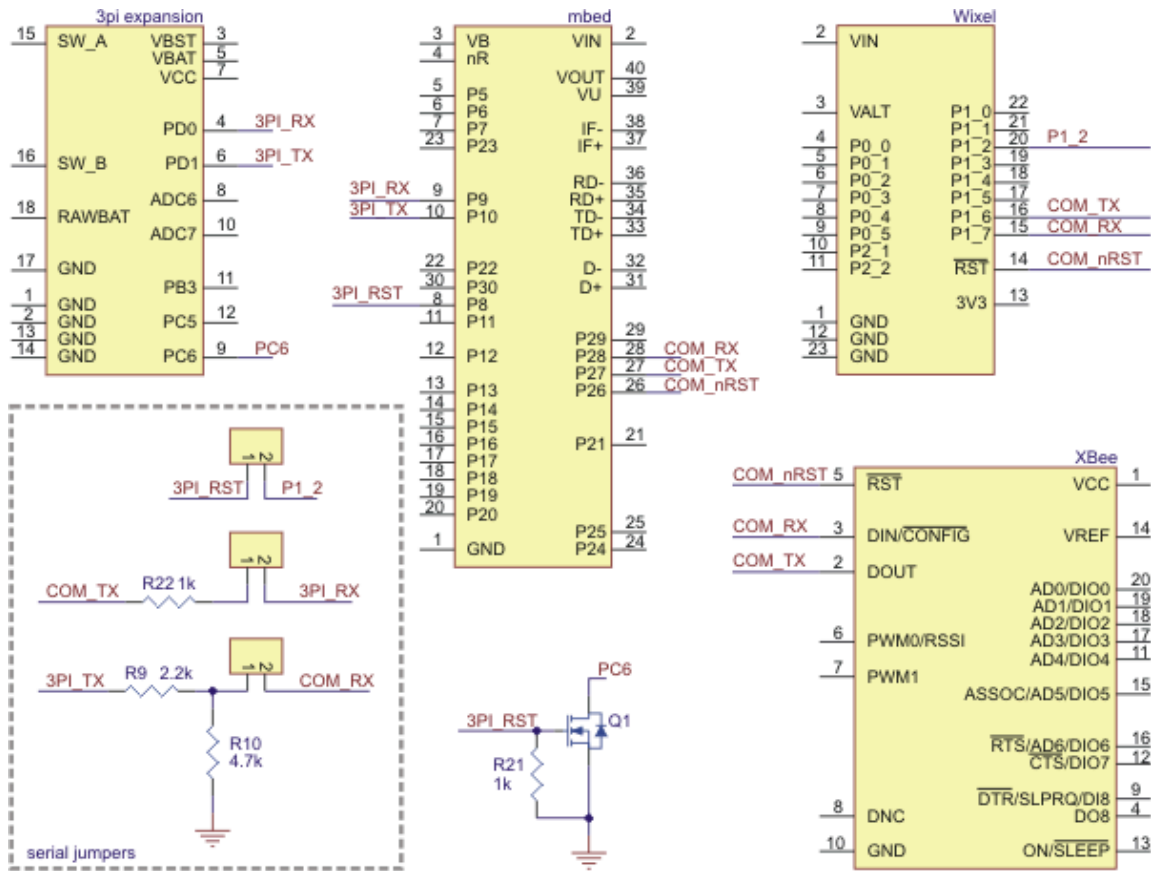 3pi expansion
15 SW_A VBST 3
VBAT 5
VCC 7
PD0 4 3PI_RX
16 SW_B PD1 6 3PI_TX
ADC6 8
18 RAWBAT
ADC7 10
17 GND
PB3 11
1 GND
2 GND PC5 12
13 GND
14 GND PC6 9 PC6
mbed
3 VB VIN 2
4 nR
VOUT 40
5 P5 VU 39
6 P6
7 P7 IF- 38
23 P23 IF+ 37
RD- 36
3PI_RX 9 P9 RD+ 35
3PI_TX 10 P10 TD- 34
TD+ 33
22 P22 D- 32
30 P30 D+ 31
3PI_RST 8 P8
11 P11
P29 29
12 P12 P28 28 COM_RX
P27 27 COM_TX
13 P13 P26 26 COM_nRST
14 P14
15 P15
16 P16 P21 21
17 P17
18 P18
19 P19
20 P20
P25 25
1 GND P24 24
Wixel
2 VIN
3 VALT P1_0 22
P1_1 21
4 P0_0 P1_2 20 P1_2
5 P0_1 P1_3 19
6 P0_2 P1_4 18
7 P0_3 P1_5 17
8 P0_4 P1_6 16 COM_TX
9 P0_5 P1_7 15 COM_RX
10 P2_1
11 P2_2 RST 14 COM_nRST
3V3 13
1 GND
12 GND
23 GND
1 2
3PI_RST P1_2
1 2
COM_TX R22 1k 3PI_RX
1 2
3PI_TX R9 2.2k COM_RX
R10
4.7k
serial jumpers
PC6
3PI_RST Q1
R21
1k
XBee
COM_nRST 5 RST VCC 1
COM_RX 3 DIN/CONFIG VREF 14
COM_TX 2 DOUT
AD0/DIO0 20
AD1/DIO1 19
AD2/DIO2 18
6 PWM0/RSSI AD3/DIO3 17
AD4/DIO4 11
7 PWM1
ASSOC/AD5/DIO5 15
RTS/AD6/DIO6 16
CTS/DIO7 12
DTR/SLPRQ/DI8 9
8 DNC DO8 4
10 GND ON/SLEEP 13